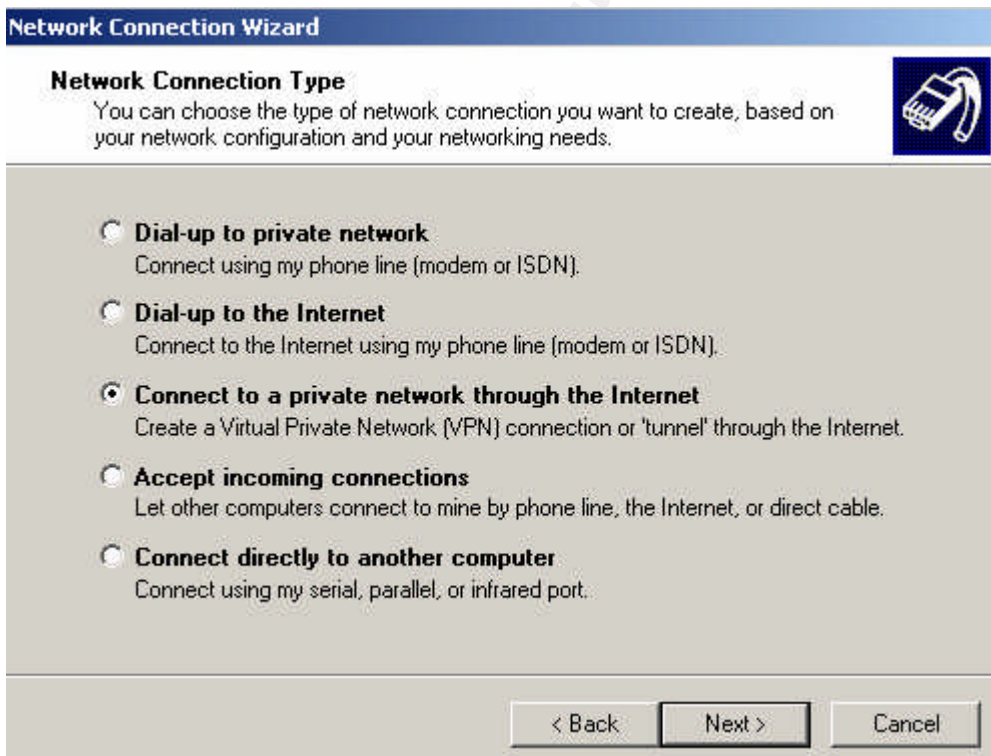 Network Connection Wizard
Network Connection Type
You can choose the type of network connection you want to create, based on
your network configuration and your networking needs.
Dial-up to private network
Connect using my phone line (modem or ISDN).
Dial-up to the Internet
Connect to the Internet using my phone line (modem or ISDN).
Connect to a private network through the Internet
Create a Virtual Private Network (VPN) connection or 'tunnel' through the Internet.
Accept incoming connections
Let other computers connect to mine by phone line, the Internet, or direct cable.
Connect directly to another computer
Connect using my serial, parallel, or infrared port.
< Back Next > Cancel